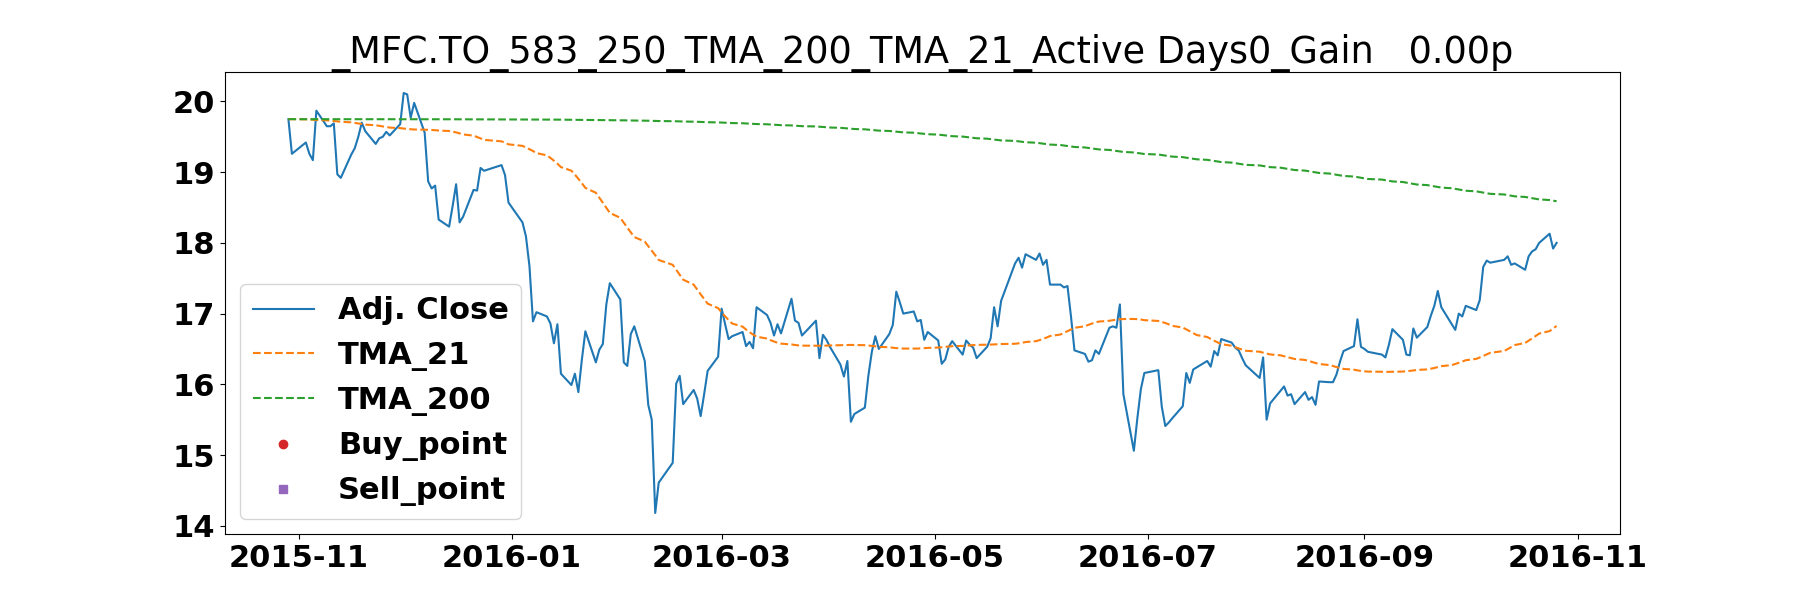 _MFC.TO_583_250_TMA_200_TMA_21_Active Days0_Gain   0.00p
20
19
18
17
16
15
14
Adj. Close
TMA_21
TMA_200
Buy_point
Sell_point
2015-11 2016-01 2016-03 2016-05 2016-07 2016-09 2016-11